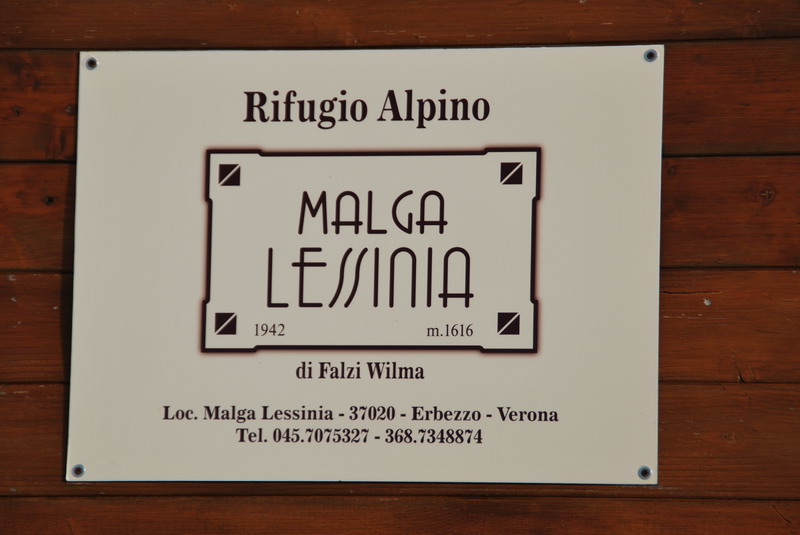 Rifugio Alpino
MALGA
LESSINIA
1942 m.1616
di Falzi Wilma
Loc. Malga Lessinia - 37020 - Erbezzo - Verona
Tel. 045.7075327 - 368.7348874